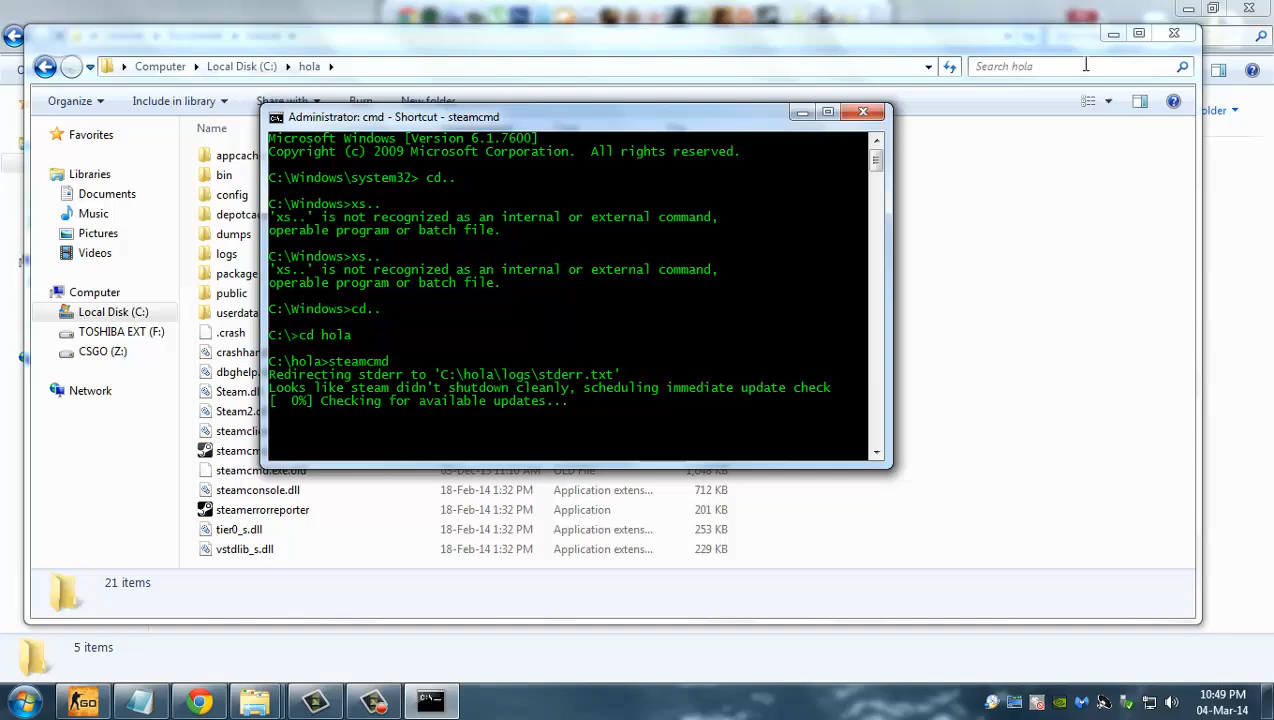 Computer
Local Disk (C:)
hola
Search hola
Organize
Include in library
Share with
Burn
New folder
Favorites
Libraries
Documents
Music
Pictures
Videos
Computer
Local Disk (C:)
TOSHIBA EXT (F:)
CSGO (Z:)
Network
Name
appcach
bin
config
depotcac
dumps
logs
package
public
userdata
.crash
crashhan
dbghelp.
Steam.dl
Steam2.d
steamclie
steamcm
steamcmd.exe.old
steamconsole.dll 18-Feb-14 1:32 PM Application extens... 712 KB
steamerrorreporter 18-Feb-14 1:32 PM Application 201 KB
tier0_s.dll 18-Feb-14 1:32 PM Application extens... 253 KB
vstdlib_s.dll 18-Feb-14 1:32 PM Application extens... 229 KB
21 items
5 items
Administrator: cmd - Shortcut - steamcmd
Microsoft Windows [Version 6.1.7600]
Copyright (c) 2009 Microsoft Corporation.  All rights reserved.
C:\Windows\system32> cd..
C:\Windows>xs..
'xs..' is not recognized as an internal or external command,
operable program or batch file.
C:\Windows>xs..
'xs..' is not recognized as an internal or external command,
operable program or batch file.
C:\Windows>cd..
C:\>cd hola
C:\hola>steamcmd
Redirecting stderr to 'C:\hola\logs\stderr.txt'
Looks like steam didn't shutdown cleanly, scheduling immediate update check
[  0%] Checking for available updates...
GO
10:49 PM
04-Mar-14